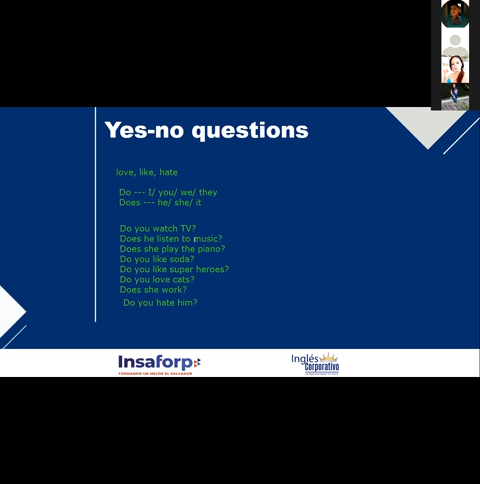 Yes-no questions
love, like, hate
Do --- I/ you/ we/ they
Does --- he/ she/ it
Do you watch TV?
Does he listen to music?
Does she play the piano?
Do you like soda?
Do you like super heroes?
Do you love cats?
Does she work?
Do you hate him?
Insaforp
FORMANDO UN MEJOR EL SALVADOR
Inglés
Corporativo